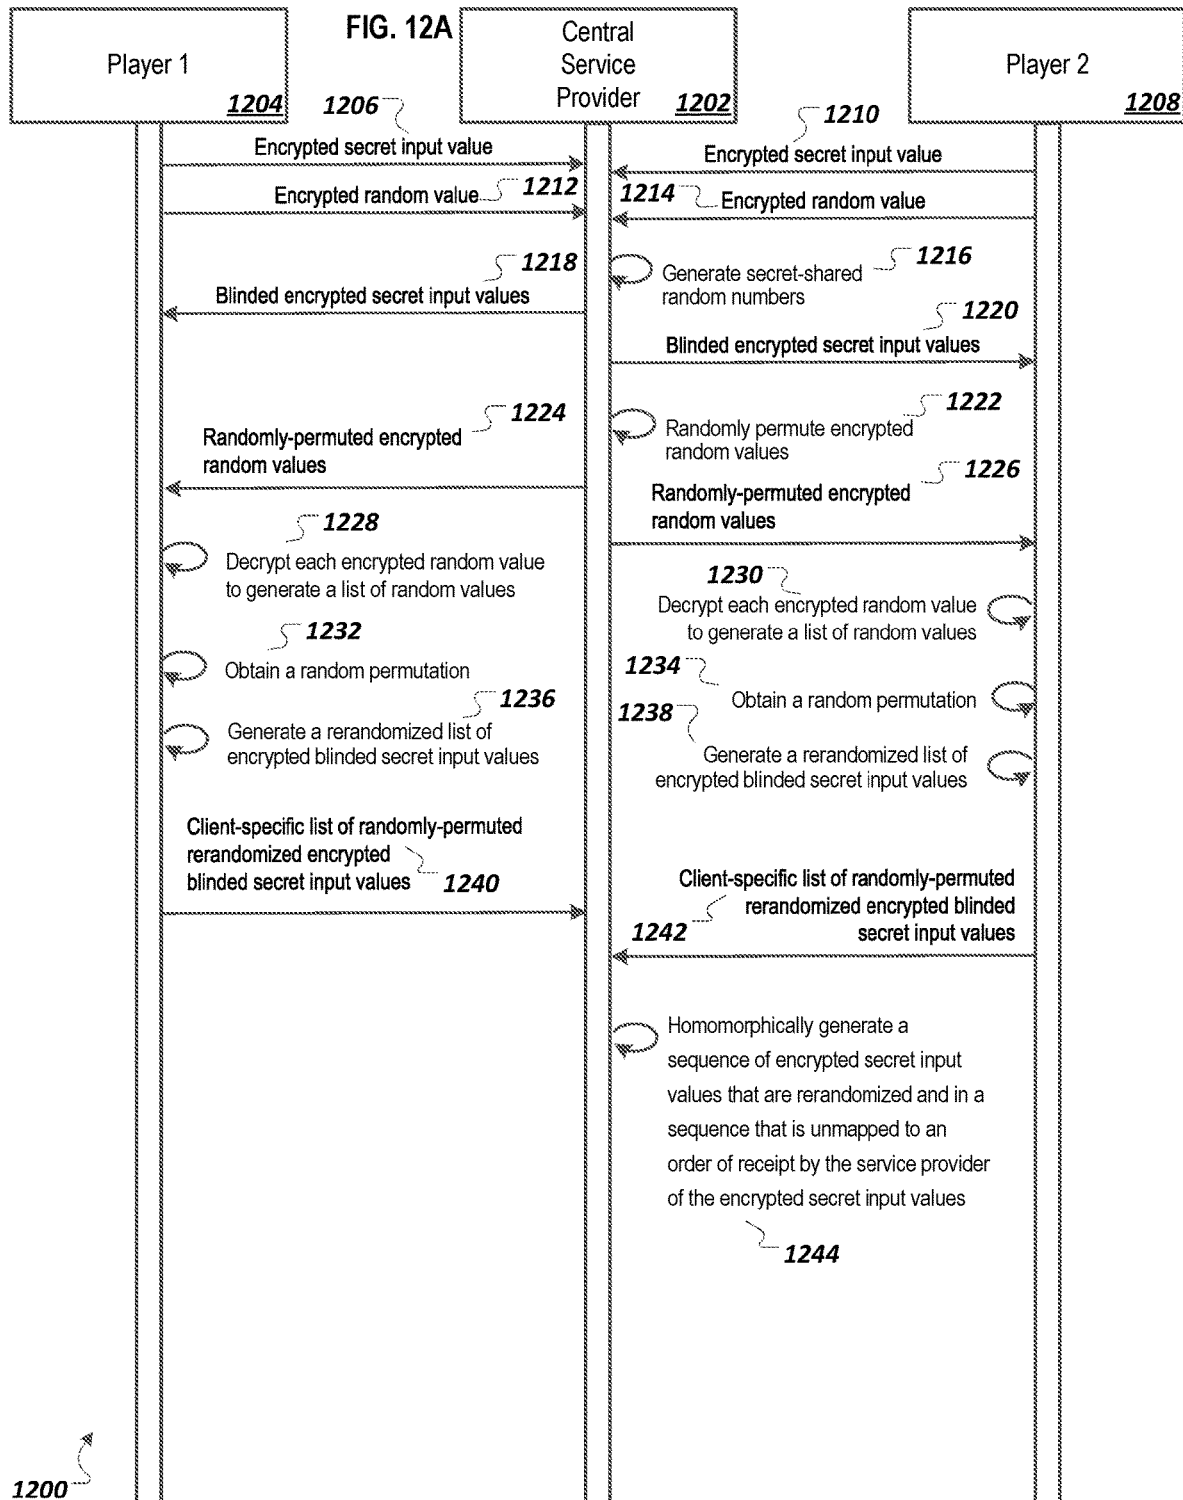 FIG. 12A
Player 1
1204
Central
Service
Provider
1202
Player 2
1208
1206
Encrypted secret input value
1210
Encrypted secret input value
Encrypted random value
1212
1214
Encrypted random value
1216
Generate secret-shared
random numbers
1218
Blinded encrypted secret input values
1220
Blinded encrypted secret input values
1222
Randomly permute encrypted
random values
1224
Randomly-permuted encrypted
random values
1226
Randomly-permuted encrypted
random values
1228
Decrypt each encrypted random value
to generate a list of random values
1230
Decrypt each encrypted random value
to generate a list of random values
1232
Obtain a random permutation
1234
Obtain a random permutation
1236
Generate a rerandomized list of
encrypted blinded secret input values
1238
Generate a rerandomized list of
encrypted blinded secret input values
Client-specific list of randomly-permuted
rerandomized encrypted
blinded secret input values
1240
Client-specific list of randomly-permuted
rerandomized encrypted blinded
secret input values
1242
Homomorphically generate a
sequence of encrypted secret input
values that are rerandomized and in a
sequence that is unmapped to an
order of receipt by the service provider
of the encrypted secret input values
1244
1200